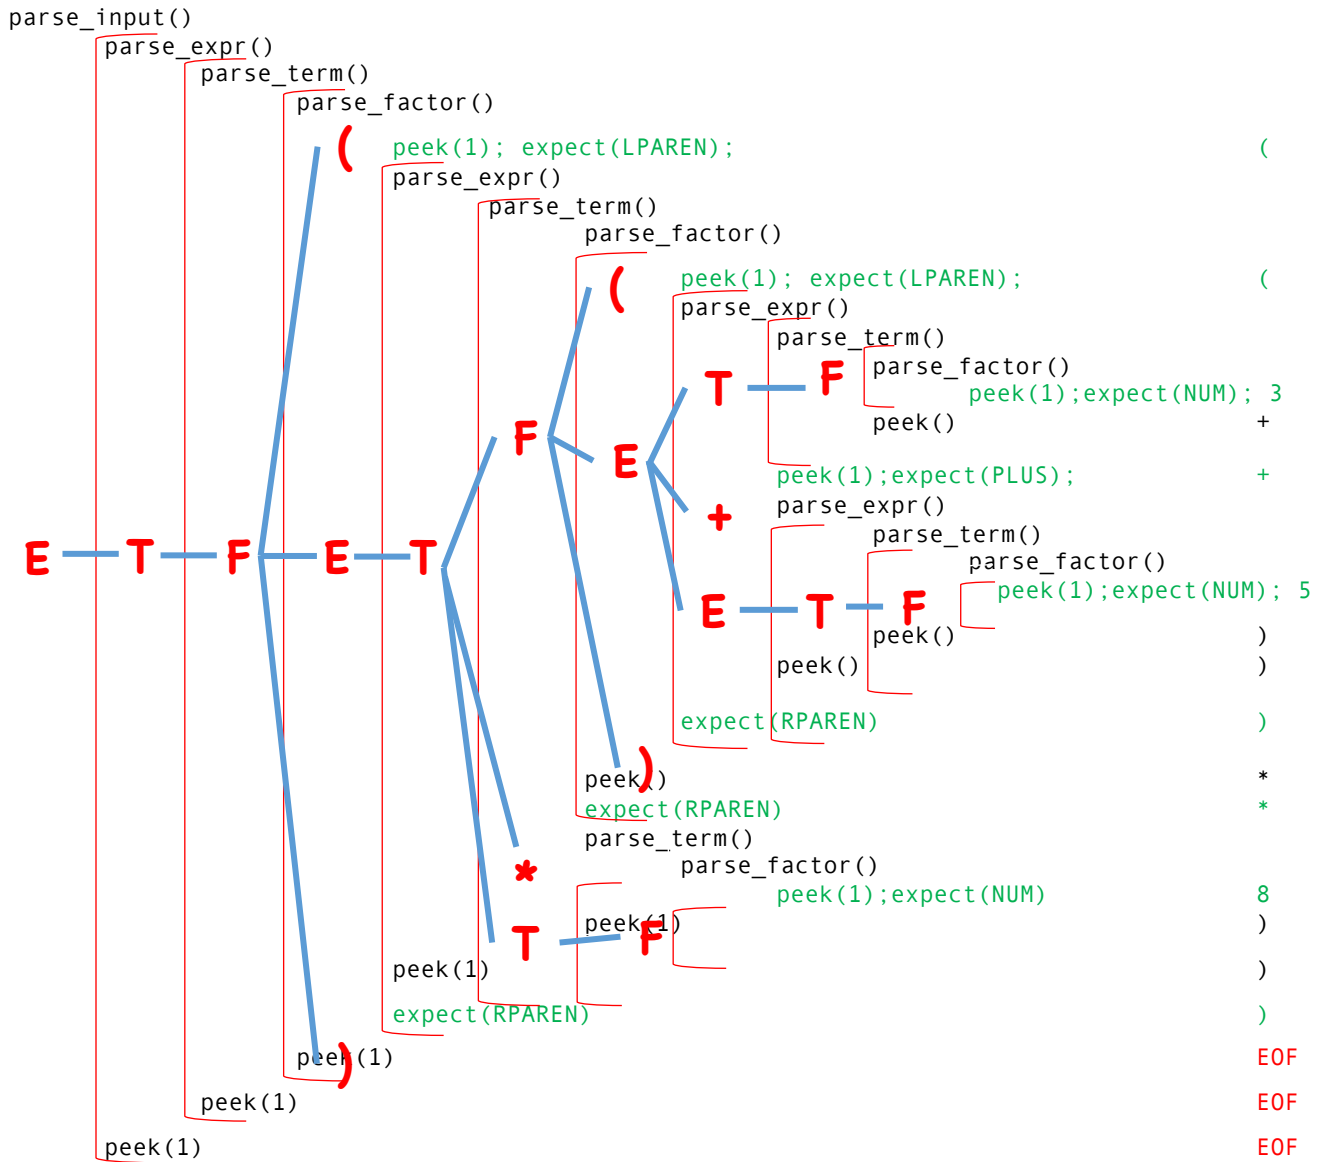 parse_input()
parse_expr()
parse_term()
parse_factor()
( peek(1); expect(LPAREN); (
parse_expr()
parse_term()
parse_factor()
( peek(1); expect(LPAREN); (
parse_expr()
parse_term()
parse_factor()
T F
peek(1);expect(NUM); 3
peek() +
F
E
peek(1);expect(PLUS); +
parse_expr()
+
parse_term()
E T F E T
parse_factor()
peek(1);expect(NUM); 5
E T F
peek() )
peek() )
expect(RPAREN) )
peek() *
)
expect(RPAREN) *
parse_term()
parse_factor()
*
peek(1);expect(NUM) 8
peek(1) )
T F
peek(1) )
expect(RPAREN) )
peek(1) EOF
)
peek(1) EOF
peek(1) EOF